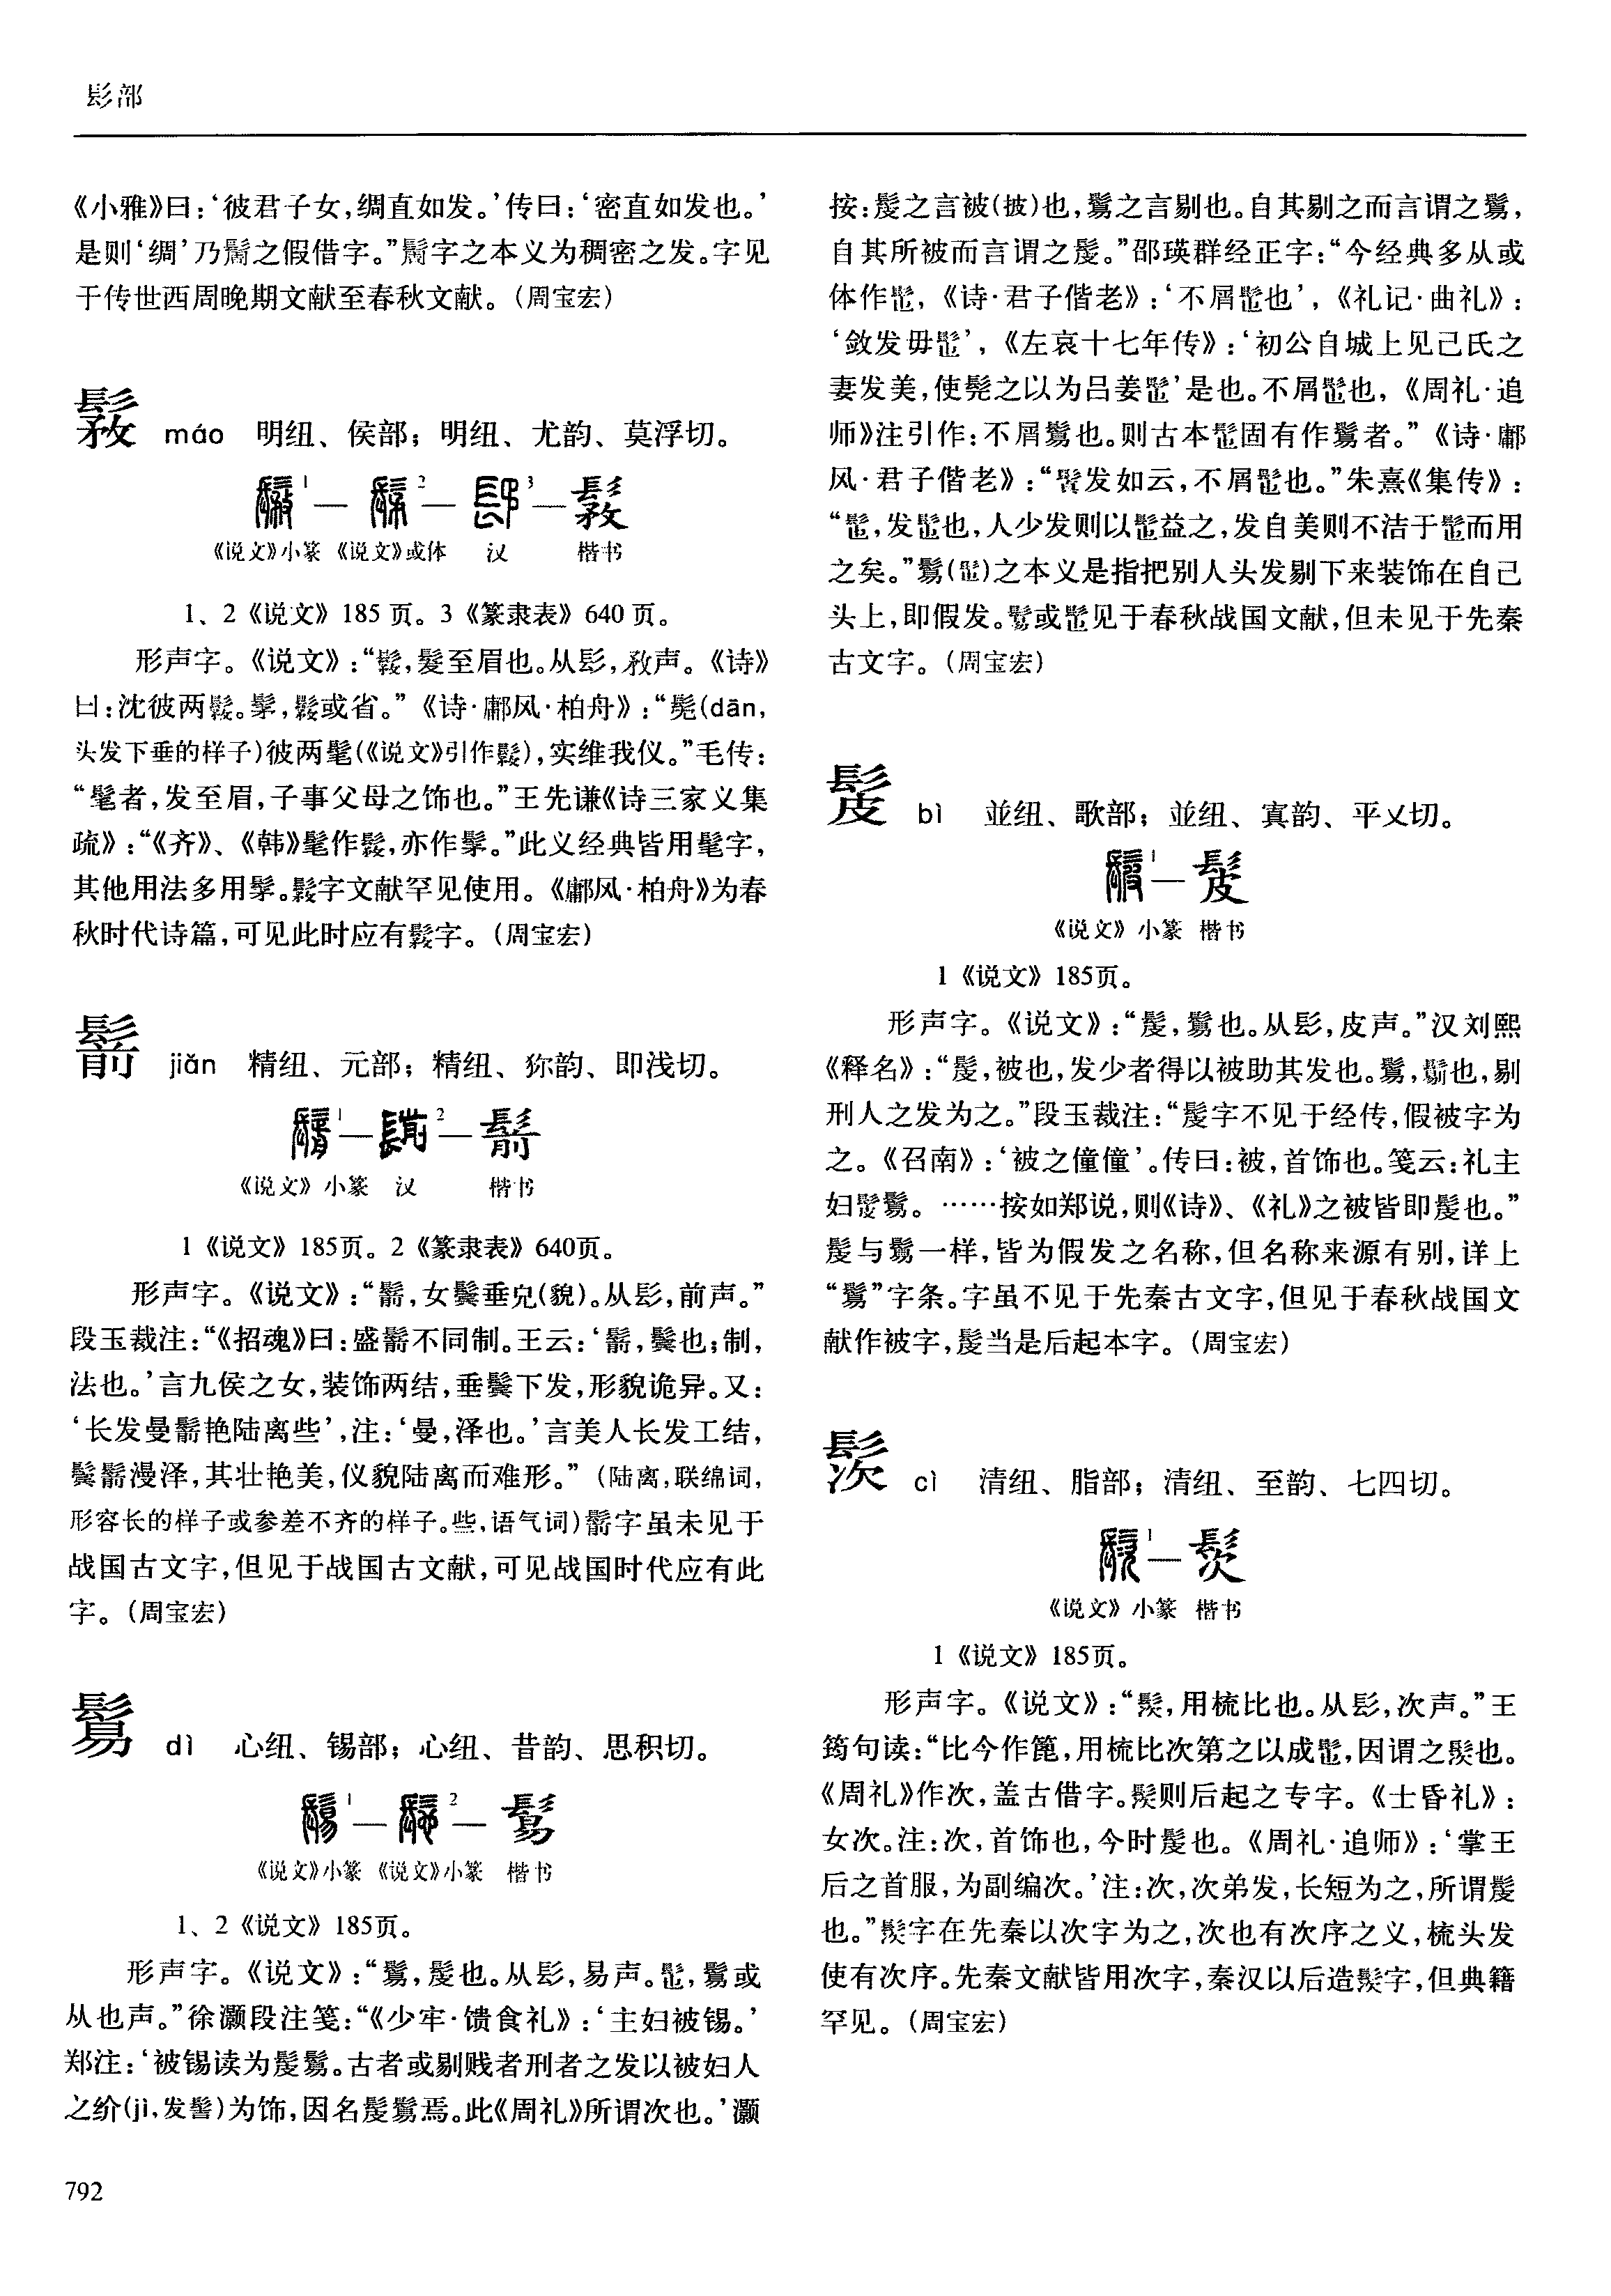 髟部
《小雅》曰：‘彼君子女，绸直如发。’传曰：‘密直如发也。’
是则‘绸’乃鬋之假借字。”字之本义为稠密之发。字见
于传世西周晚期文献至春秋文献。（周宝宏）
máo 明纽、侯部；明纽、尤韵、莫浮切。
1— 2— 3—
《说文》小篆 《说文》或体 汉 楷书
1、2《说文》185 页。3《篆隶表》640 页。
形声字。《说文》：“，髮至眉也。从髟，敄声。《诗》
曰：沈彼两。髳，或省。”《诗·鄘风·柏舟》：“髧（dān，
头发下垂的样子）彼两髦（《说文》引作），实维我仪。”毛传：
“髦者，发至眉，子事父母之饰也。”王先谦《诗三家义集
疏》：“《齐》、《韩》髦作，亦作髳。”此义经典皆用髦字，
其他用法多用髳。字文献罕见使用。《鄘风·柏舟》为春
秋时代诗篇，可见此时应有字。（周宝宏）
鬋 jiǎn 精纽、元部；精纽、狝韵、即浅切。
1— 2—鬋
《说文》小篆 汉 楷书
1《说文》185页。2《篆隶表》640页。
形声字。《说文》：“鬋，女鬓垂皃（貌）。从髟，前声。”
段玉裁注：“《招魂》曰：盛鬋不同制。王云：‘鬋，鬓也；制，
法也。’言九侯之女，装饰两结，垂鬓下发，形貌诡异。又：
‘长发曼鬋艳陆离些’，注：‘曼，泽也。’言美人长发工结，
鬓鬋漫泽，其壮艳美，仪貌陆离而难形。”（陆离，联绵词，
形容长的样子或参差不齐的样子。些，语气词）鬋字虽未见于
战国古文字，但见于战国古文献，可见战国时代应有此
字。（周宝宏）
鬄 dì 心纽、锡部；心纽、昔韵、思积切。
1— 2—鬄
《说文》小篆 《说文》小篆 楷书
1、2《说文》185页。
形声字。《说文》：“鬄，髲也。从髟，易声。髢，鬄或
从也声。”徐灏段注笺：“《少牢·馈食礼》：‘主妇被锡。’
郑注：‘被锡读为髲鬄。古者或剔贱者刑者之发以被妇人
之紒（jì，发髻）为饰，因名髲鬄焉。此《周礼》所谓次也。’灏
按：髲之言被（披）也，鬄之言剔也。自其剔之而言谓之鬄，
自其所被而言谓之髲。”邵瑛群经正字：“今经典多从或
体作髢，《诗·君子偕老》：‘不屑髢也’，《礼记·曲礼》：
‘敛发毋髢’，《左哀十七年传》：‘初公自城上见己氏之
妻发美，使髡之以为吕姜髢’是也。不屑髢也，《周礼·追
师》注引作：不屑鬄也。则古本髢固有作鬄者。”《诗·鄘
风·君子偕老》：“鬒发如云，不屑髢也。”朱熹《集传》：
“髢，发髢也，人少发则以髢益之，发自美则不洁于髢而用
之矣。”鬄（髢）之本义是指把别人头发剔下来装饰在自己
头上，即假发。鬄或髢见于春秋战国文献，但未见于先秦
古文字。（周宝宏）
髲 bì 並纽、歌部；並纽、寘韵、平义切。
1—髲
《说文》小篆 楷书
1《说文》185页。
形声字。《说文》：“髲，鬄也。从髟，皮声。”汉刘熙
《释名》：“髲，被也，发少者得以被助其发也。鬄，也，剔
刑人之发为之。”段玉裁注：“髲字不见于经传，假被字为
之。《召南》：‘被之僮僮’。传曰：被，首饰也。笺云：礼主
妇髲鬄。……按如郑说，则《诗》、《礼》之被皆即髲也。”
髲与鬄一样，皆为假发之名称，但名称来源有别，详上
“鬄”字条。字虽不见于先秦古文字，但见于春秋战国文
献作被字，髲当是后起本字。（周宝宏）
髮 cì 清纽、脂部；清纽、至韵、七四切。
1—
《说文》小篆 楷书
1《说文》185页。
形声字。《说文》：“髪，用梳比也。从髟，次声。”王
筠句读：“比今作篦，用梳比次第之以成髢，因谓之也。
《周礼》作次，盖古借字。则后起之专字。《士昏礼》：
女次。注：次，首饰也，今时髲也。《周礼·追师》：‘掌王
后之首服，为副编次。’注：次，次弟发，长短为之，所谓髲
也。”字在先秦以次字为之，次也有次序之义，梳头发
使有次序。先秦文献皆用次字，秦汉以后造字，但典籍
罕见。（周宝宏）
792